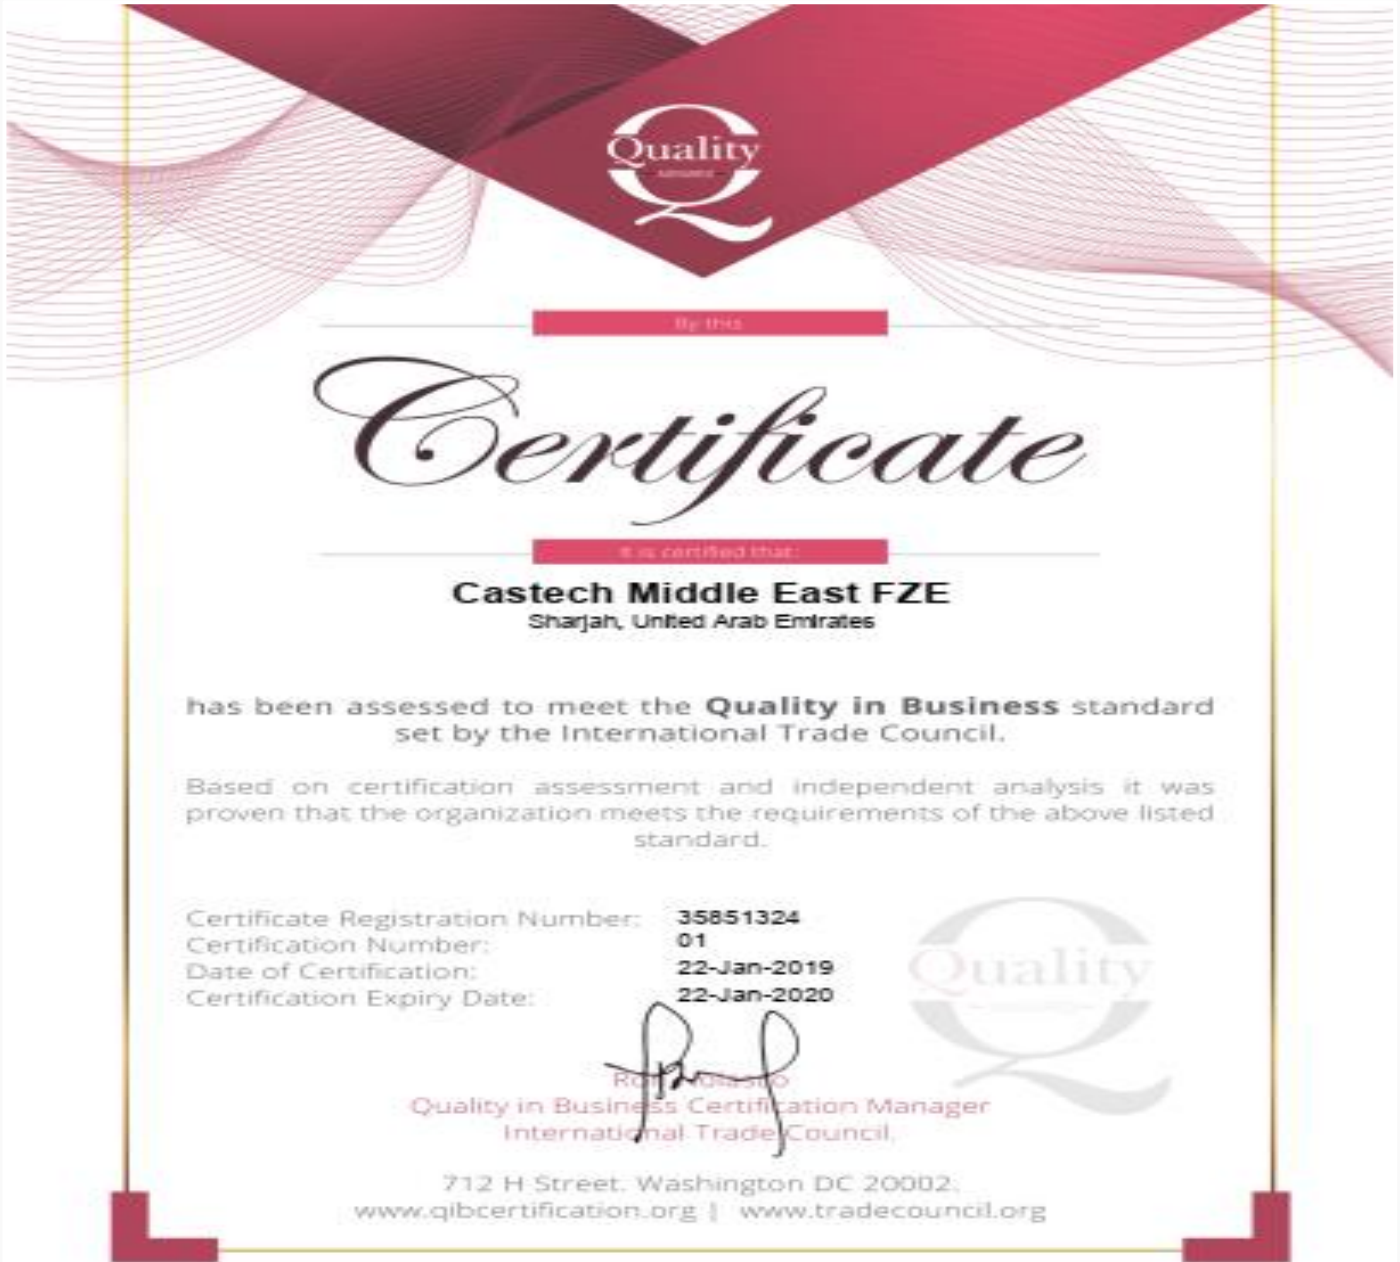 Quality
By this
Certificate
It is certified that:
Castech Middle East FZE
Sharjah, United Arab Emirates
has been assessed to meet the Quality in Business standard
set by the International Trade Council.
Based on certification assessment and independent analysis it was
proven that the organization meets the requirements of the above listed
standard.
Certificate Registration Number: 35851324
Certification Number: 01
Date of Certification: 22-Jan-2019
Certification Expiry Date: 22-Jan-2020
Quality
Quality in Business Certification Manager
International Trade Council.
712 H Street. Washington DC 20002.
www.qibcertification.org | www.tradecouncil.org